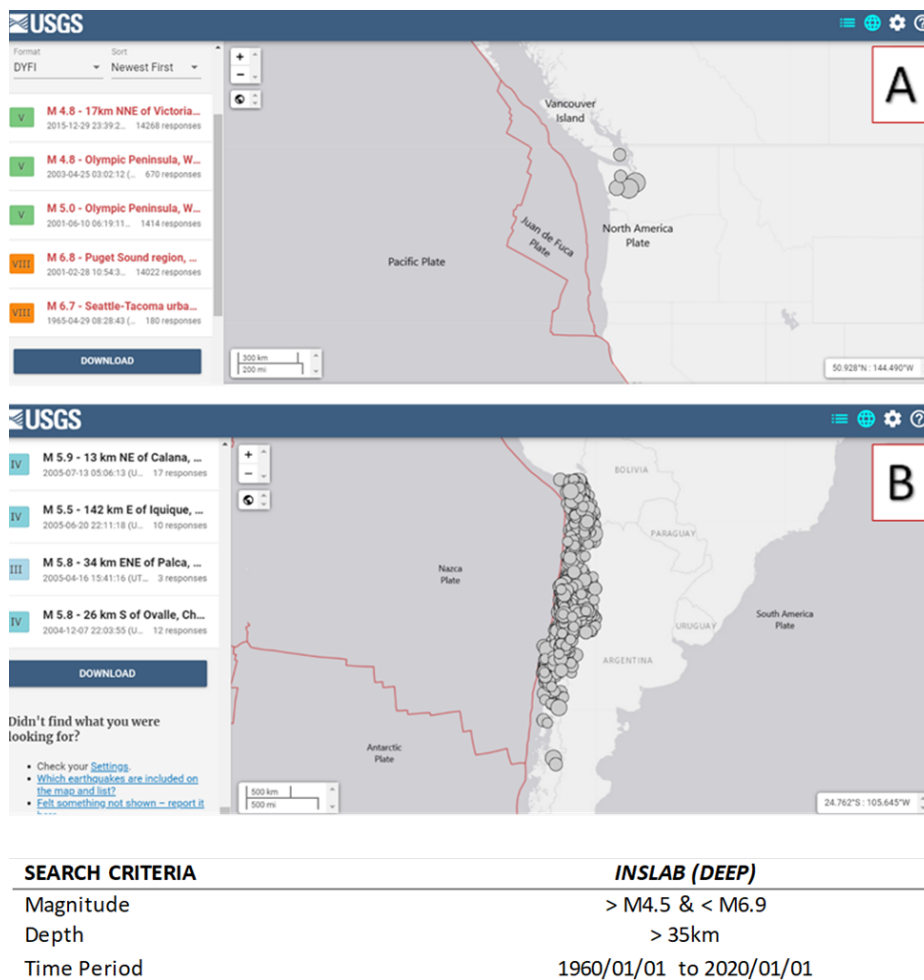 USGS
Format
DYFI
Sort
Newest First
V
M 4.8 - 17km NNE of Victoria...
2015-12-29 23:39:2... 14268 responses
V
M 4.8 - Olympic Peninsula, W...
2003-04-25 03:02:12 (... 670 responses
V
M 5.0 - Olympic Peninsula, W...
2001-06-10 06:19:11... 1414 responses
VIII
M 6.8 - Puget Sound region, ...
2001-02-28 10:54:3... 14022 responses
VIII
M 6.7 - Seattle-Tacoma urba...
1965-04-29 08:28:43 (... 180 responses
DOWNLOAD
+
−
Vancouver
Island
Juan de Fuca
Plate
North America
Plate
Pacific Plate
300 km
200 mi
50.928°N : 144.490°W
A
USGS
IV
M 5.9 - 13 km NE of Calana, ...
2005-07-13 05:06:13 (U... 17 responses
IV
M 5.5 - 142 km E of Iquique, ...
2005-06-20 22:11:18 (U... 10 responses
III
M 5.8 - 34 km ENE of Palca, ...
2005-04-16 15:41:16 (UT... 3 responses
IV
M 5.8 - 26 km S of Ovalle, Ch...
2004-12-07 22:03:55 (U... 12 responses
DOWNLOAD
Didn't find what you were
looking for?
• Check your Settings.
• Which earthquakes are included on
the map and list?
• Felt something not shown – report it
+
−
BOLIVIA
PARAGUAY
Nazca
Plate
South America
Plate
URUGUAY
ARGENTINA
Antarctic
Plate
500 km
500 mi
24.762°S : 105.645°W
B
SEARCH CRITERIA INSLAB (DEEP)
Magnitude > M4.5 & < M6.9
Depth > 35km
Time Period 1960/01/01 to 2020/01/01